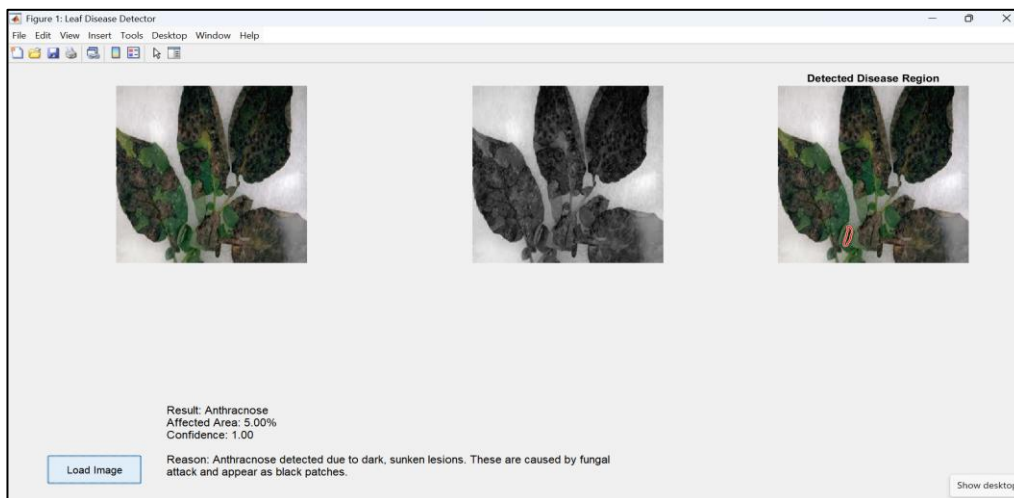 Figure 1: Leaf Disease Detector
File Edit View Insert Tools Desktop Window Help
Detected Disease Region
Result: Anthracnose
Affected Area: 5.00%
Confidence: 1.00
Load Image
Reason: Anthracnose detected due to dark, sunken lesions. These are caused by fungal
attack and appear as black patches.
Show desktop